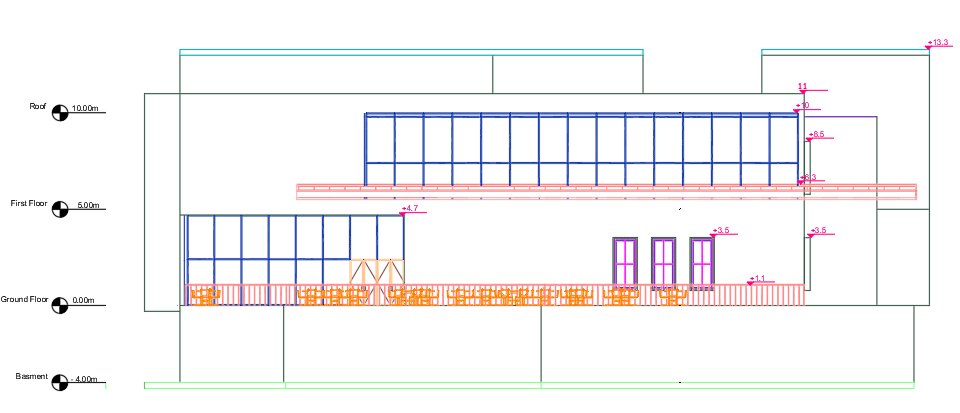 +13.3
11
Roof 10.00m +10
+8.5
+6.3
First Floor 5.00m +4.7
+3.5 +3.5
+1.1
Ground Floor 0.00m
Basment - 4.00m